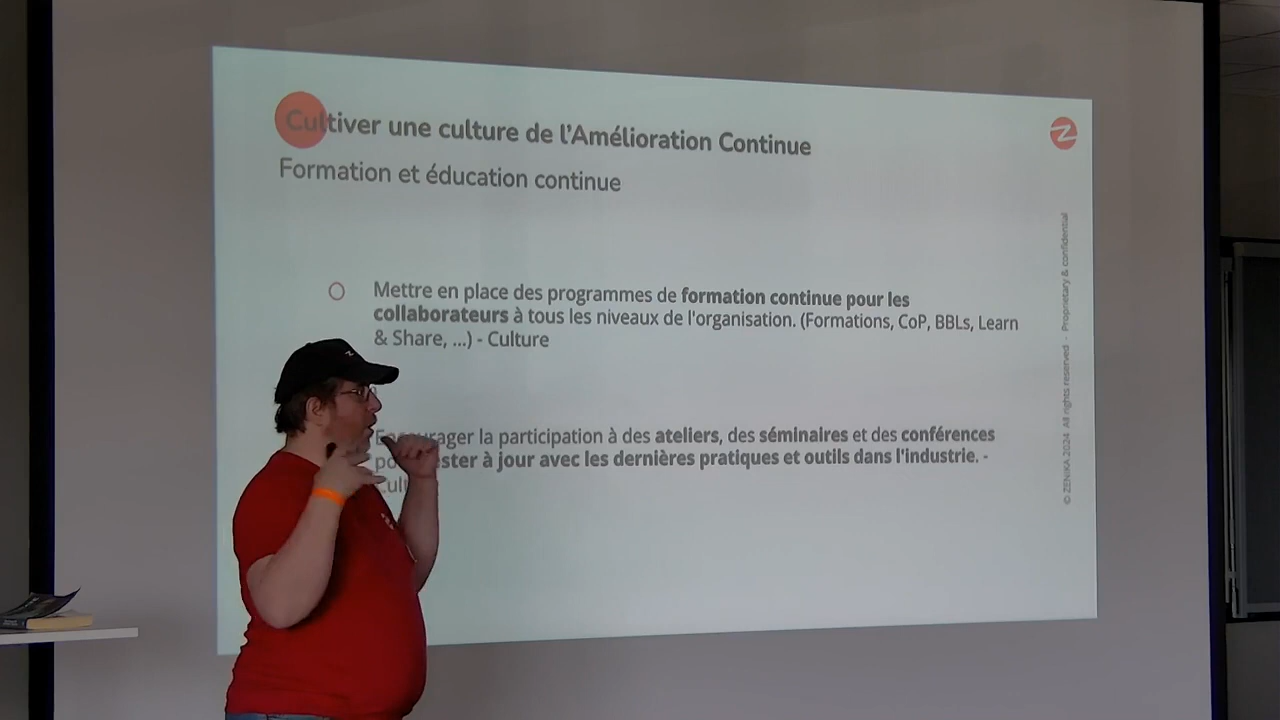 Cultiver une culture de l'Amélioration Continue
Formation et éducation continue
Mettre en place des programmes de formation continue pour les
collaborateurs à tous les niveaux de l'organisation. (Formations, CoP, BBLs, Learn
& Share, ...) - Culture
la participation à des ateliers, des séminaires et des conférences
à jour avec les dernières pratiques et outils dans l'industrie. -
© ZENIKA 2024 All rights reserved - Proprietary & confidential